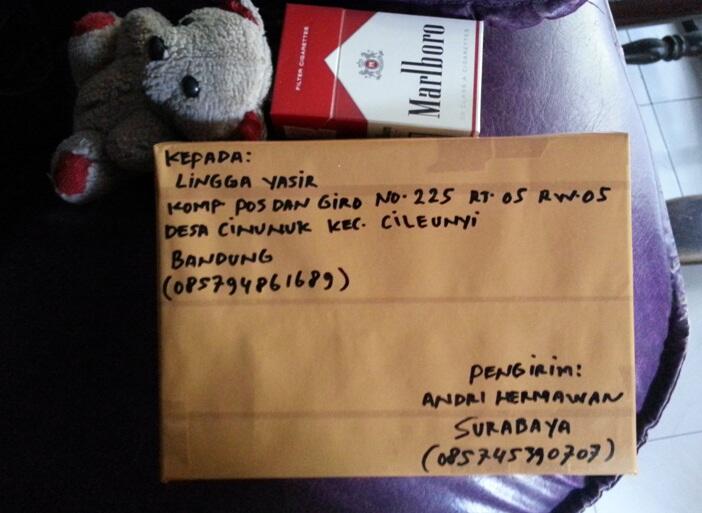 FILTER CIGARETTES
Marlboro
KEPADA:
LINGGA YASIR
KOMP POS DAN GIRO NO. 225 RT. 05 RW. 05
DESA CINUNUK KEC. CILEUNYI
BANDUNG
(085794861689)
PENGIRIM:
ANDRI HERMAWAN
SURABAYA
(085745390707)